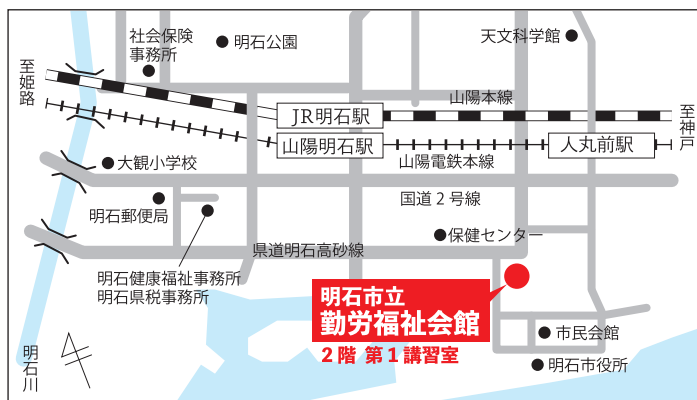 社会保険
事務所
明石公園
天文科学館
至姫路
山陽本線
JR明石駅
至神戸
山陽明石駅
人丸前駅
大観小学校
山陽電鉄本線
国道2号線
明石郵便局
保健センター
県道明石高砂線
明石健康福祉事務所
明石県税事務所
明石市立
勤労福祉会館
2階 第1講習室
市民会館
明石市役所
明石川